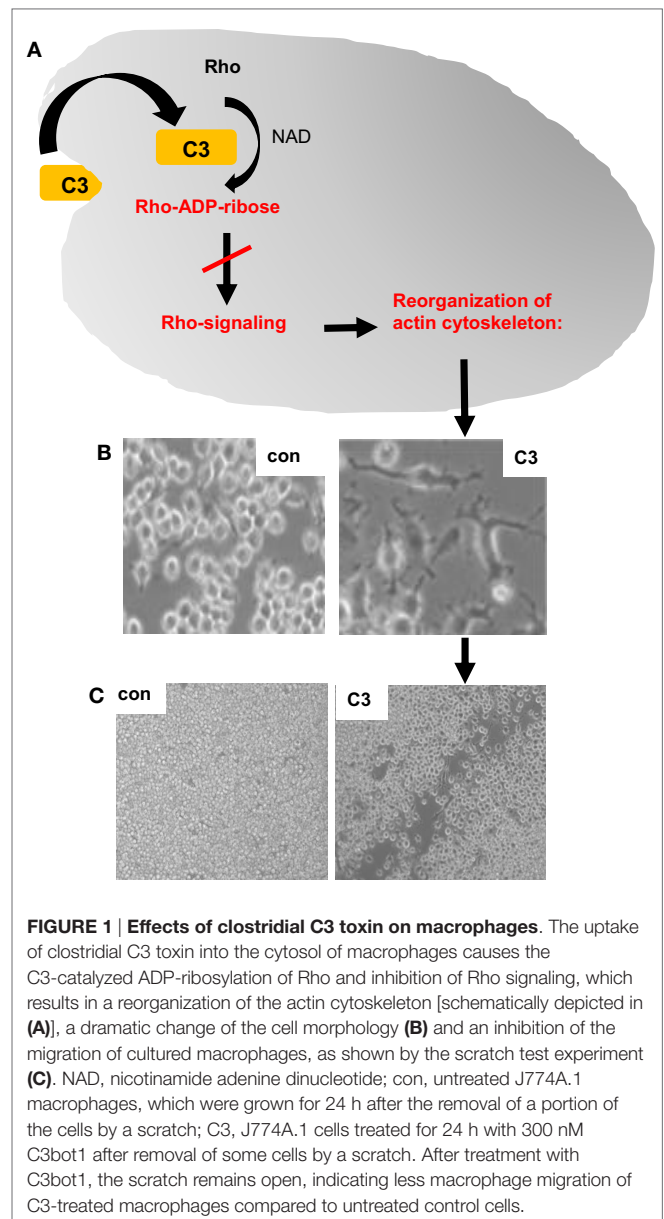 A
Rho
C3
NAD
C3
Rho-ADP-ribose
Rho-signaling
Reorganization of
actin cytoskeleton:
B
con
C3
C
con
C3
FIGURE 1 | Effects of clostridial C3 toxin on macrophages. The uptake
of clostridial C3 toxin into the cytosol of macrophages causes the
C3-catalyzed ADP-ribosylation of Rho and inhibition of Rho signaling, which
results in a reorganization of the actin cytoskeleton [schematically depicted in
(A)], a dramatic change of the cell morphology (B) and an inhibition of the
migration of cultured macrophages, as shown by the scratch test experiment
(C). NAD, nicotinamide adenine dinucleotide; con, untreated J774A.1
macrophages, which were grown for 24 h after the removal of a portion of
the cells by a scratch; C3, J774A.1 cells treated for 24 h with 300 nM
C3bot1 after removal of some cells by a scratch. After treatment with
C3bot1, the scratch remains open, indicating less macrophage migration of
C3-treated macrophages compared to untreated control cells.